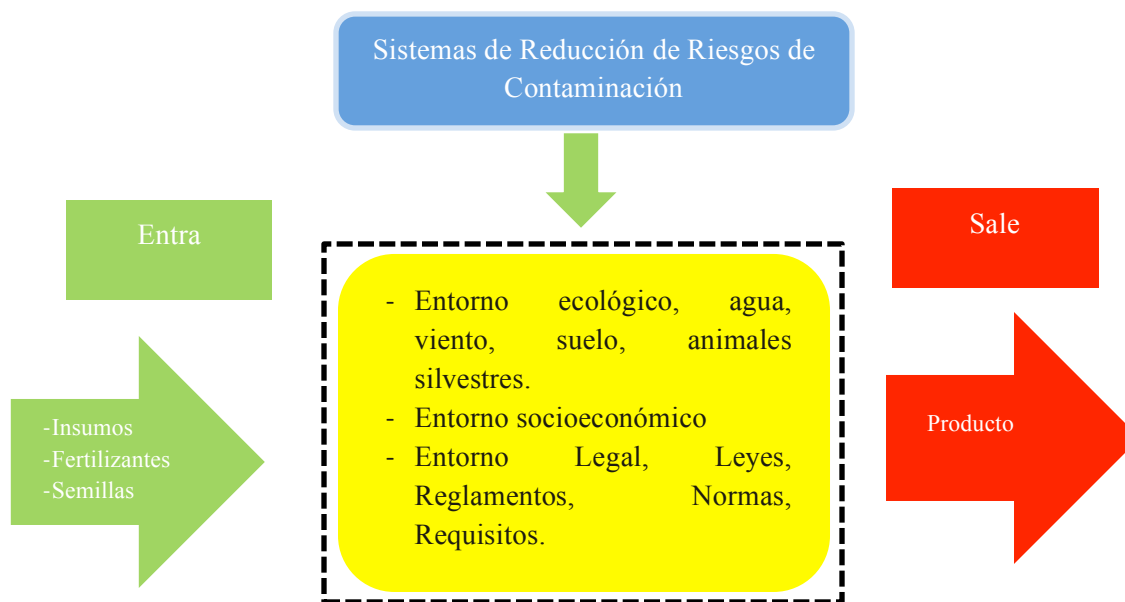 Sistemas de Reducción de Riesgos de
Contaminación
Entra
Sale
-Insumos
-Fertilizantes
-Semillas
- Entorno ecológico, agua,
viento, suelo, animales
silvestres.
- Entorno socioeconómico
- Entorno Legal, Leyes,
Reglamentos, Normas,
Requisitos.
Producto